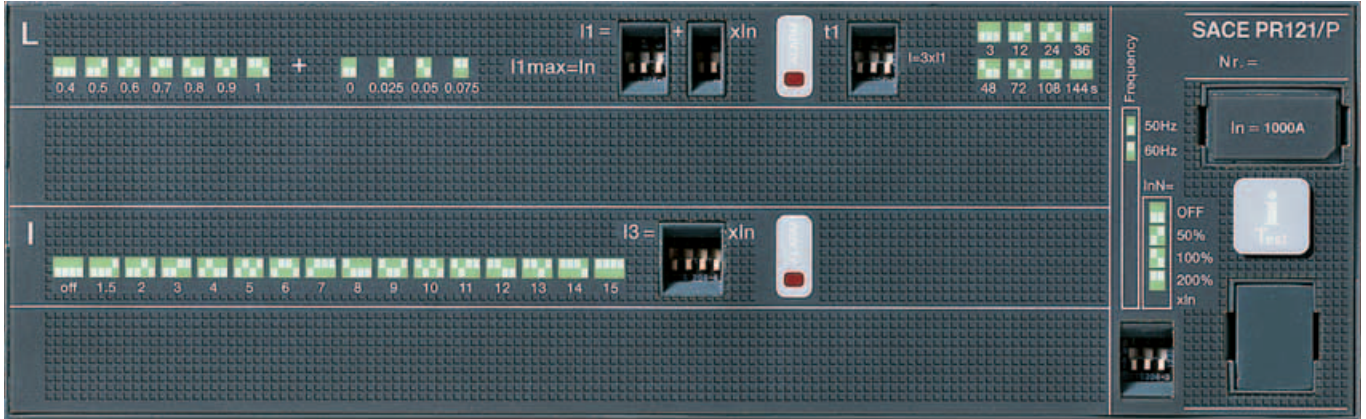 L
I1 = + xIn
I1max=In
0.4 0.5 0.6 0.7 0.8 0.9 1 + 0 0.025 0.05 0.075
t1
I=3xI1
3 12 24 36
48 72 108 144 s
I
I3 = xIn
off 1.5 2 3 4 5 6 7 8 9 10 11 12 13 14 15
Frequency
50Hz
60Hz
InN=
OFF
50%
100%
200%
xIn
SACE PR121/P
Nr. =
In = 1000A
i
Test